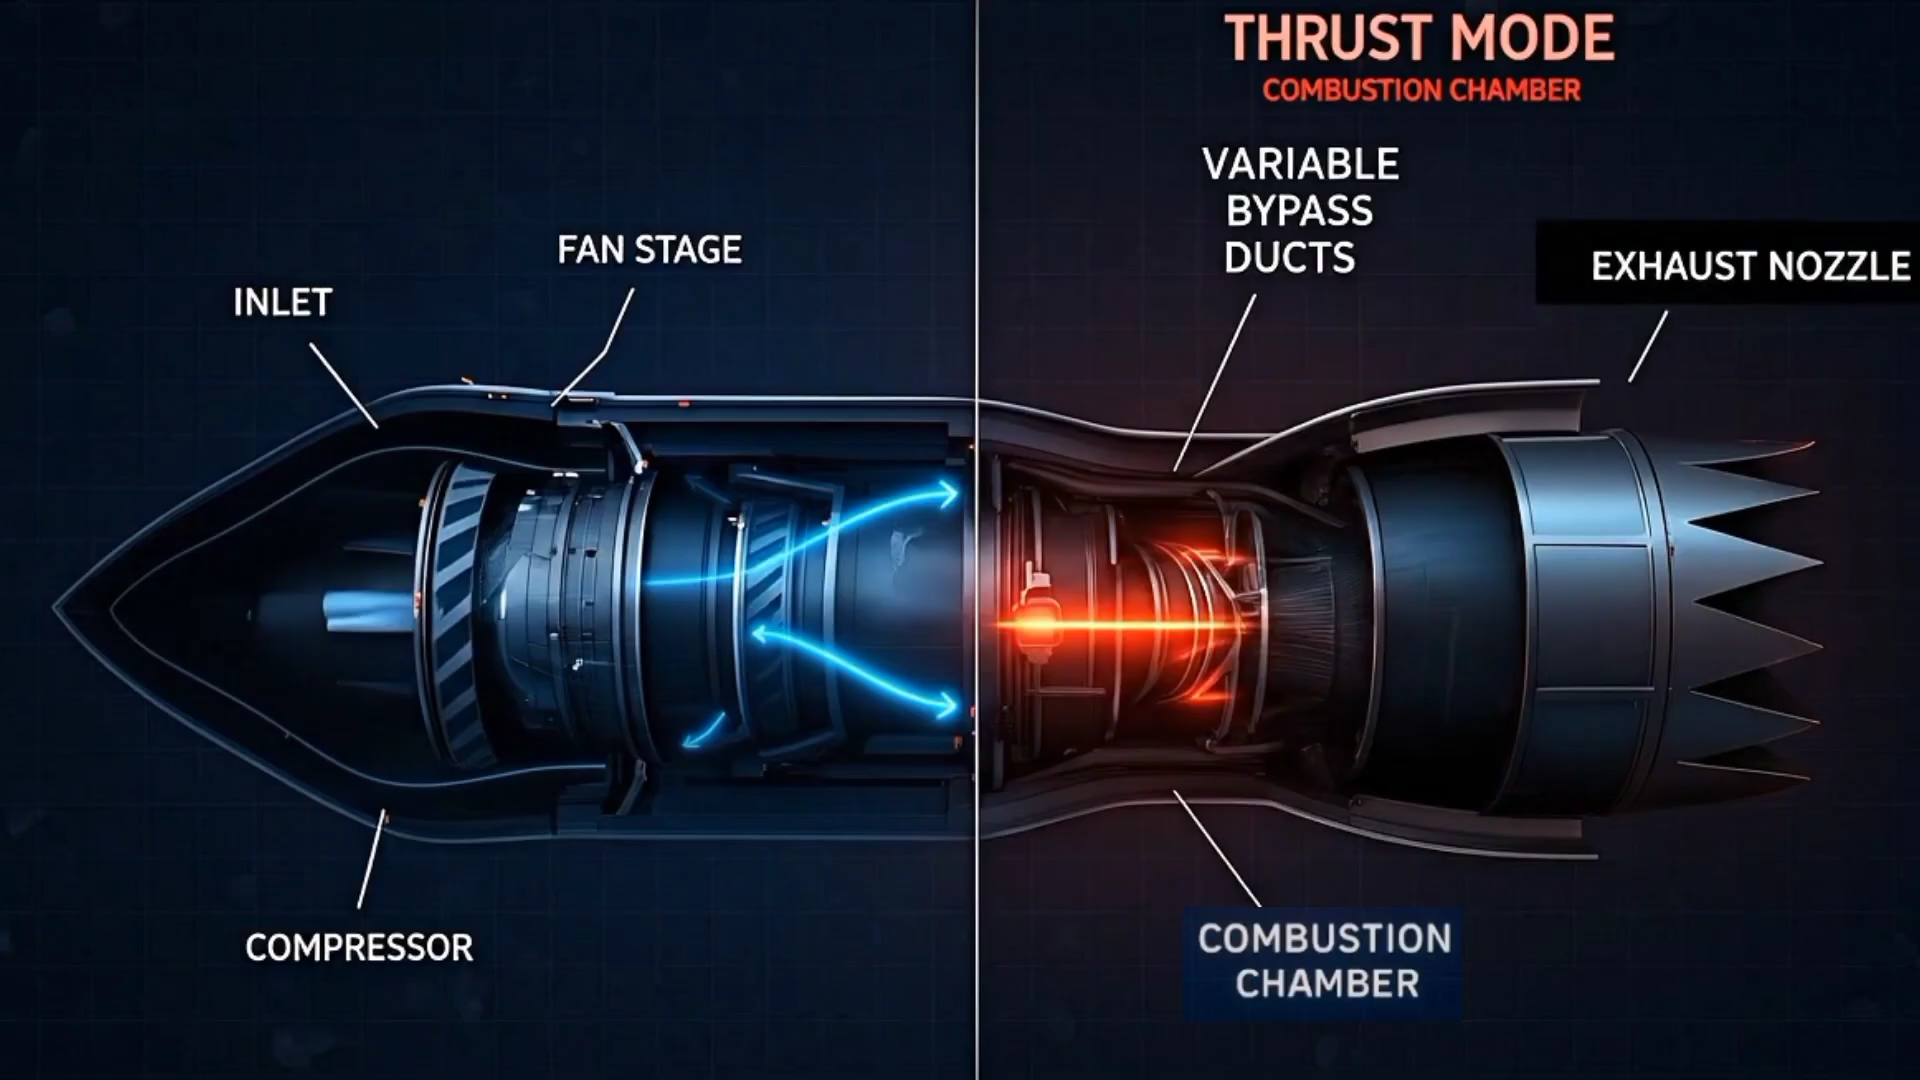 THRUST MODE
COMBUSTION CHAMBER
VARIABLE
BYPASS
DUCTS
FAN STAGE
EXHAUST NOZZLE
INLET
COMPRESSOR
COMBUSTION
CHAMBER